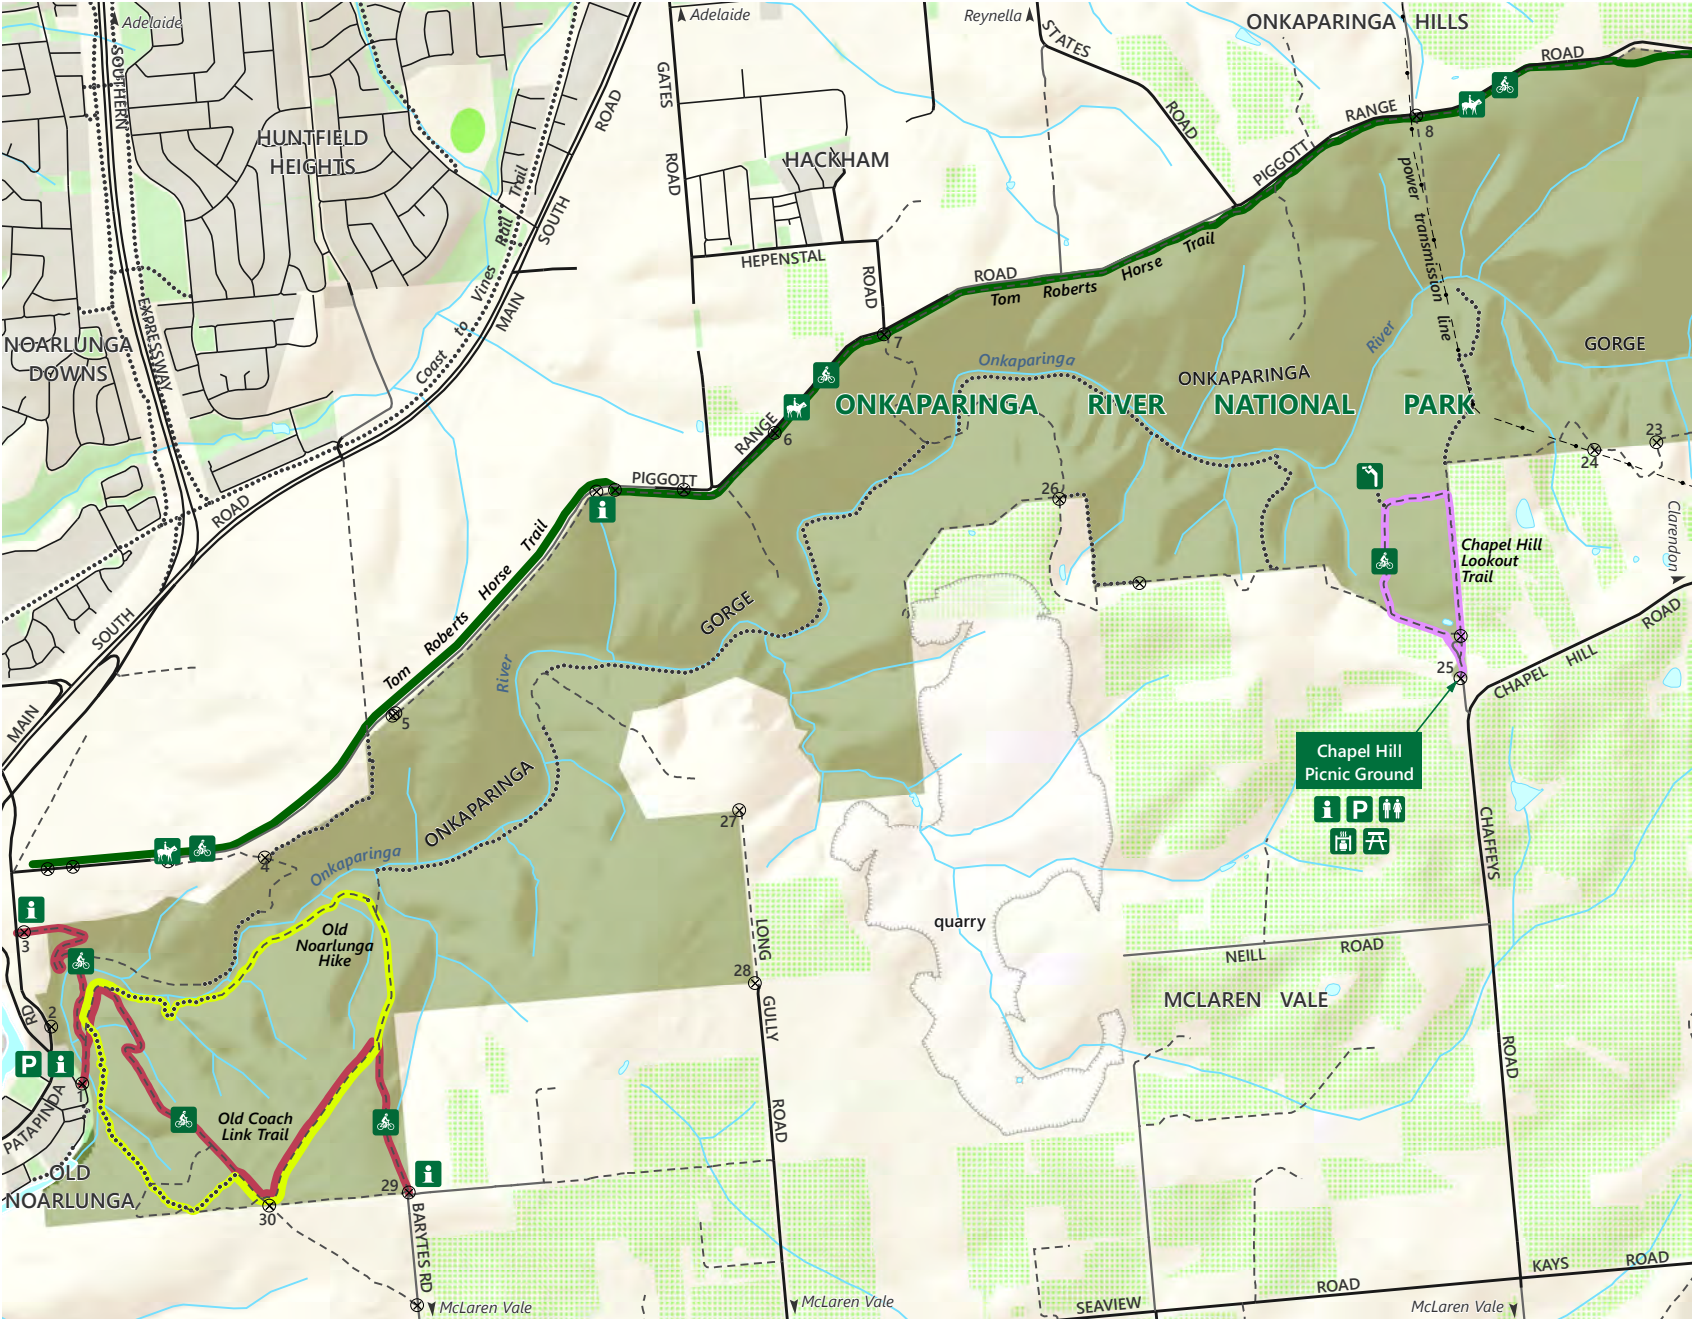 Adelaide
Adelaide
Reynella
ONKAPARINGA HILLS
SOUTHERN
EXPRESSWAY
HUNTFIELD
HEIGHTS
NOARLUNGA
DOWNS
Coast to Vines Rail Trail
MAIN SOUTH ROAD
MAIN SOUTH ROAD
GATES
ROAD
HACKHAM
HEPENSTAL
ROAD
STATES
ROAD
PIGGOTT RANGE ROAD
8
power transmission line
PIGGOTT RANGE ROAD
Tom Roberts Horse Trail
7
6
Onkaparinga
River
ONKAPARINGA
GORGE
ONKAPARINGA RIVER NATIONAL PARK
23
24
26
i
Tom Roberts Horse Trail
Clarendon
Chapel Hill
Lookout
Trail
GORGE
River
25
CHAPEL HILL ROAD
5
Chapel Hill
Picnic Ground
i P
ONKAPARINGA
27
CHAFFEYS
ROAD
4
Onkaparinga
i
3
Old
Noarlunga
Hike
quarry
LONG
GULLY
ROAD
28
NEILL ROAD
MCLAREN VALE
2
RD
P i
1
PATAPINDA
Old Coach
Link Trail
OLD
NOARLUNGA
i
29
30
BARYTES RD
McLaren Vale
McLaren Vale
SEAVIEW ROAD
KAYS ROAD
McLaren Vale